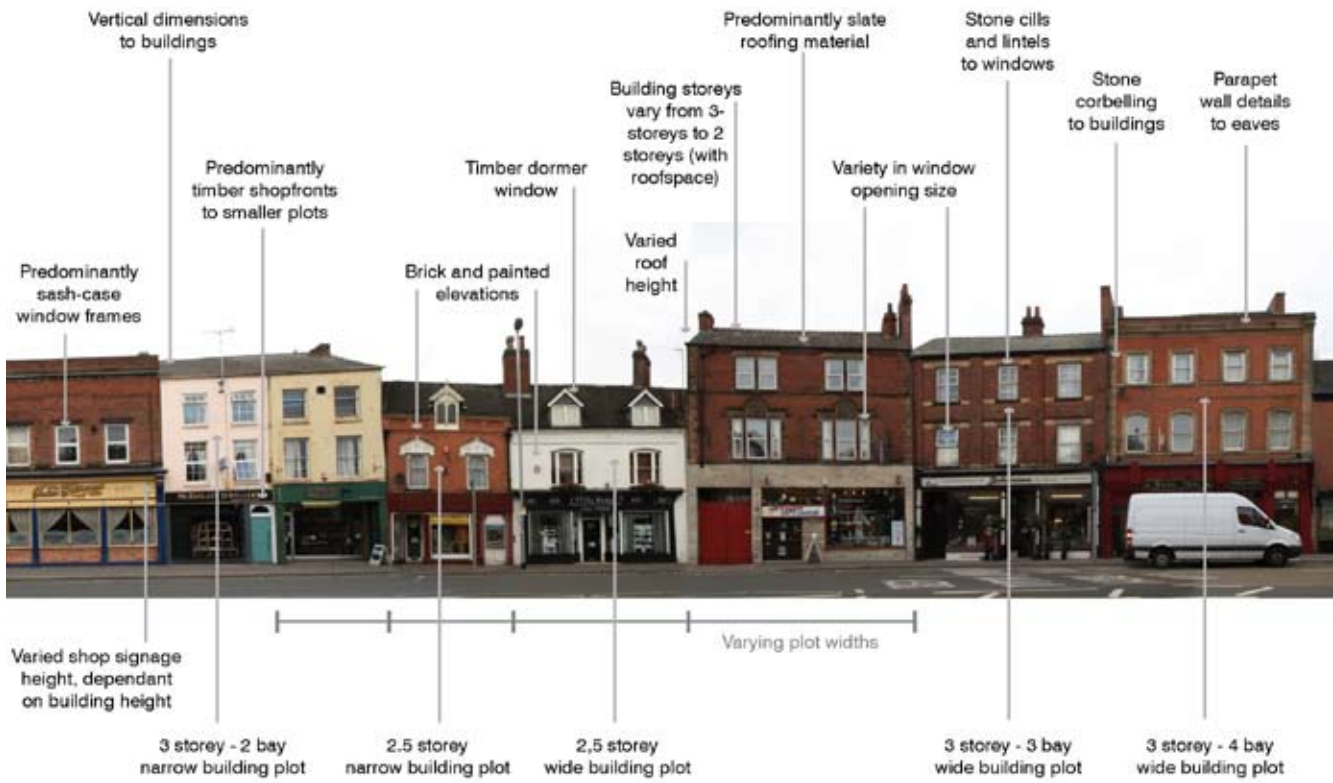 Vertical dimensions
to buildings
Predominantly slate
roofing material
Stone cills
and lintels
to windows
Building storeys
vary from 3-
storeys to 2
storeys (with
roofspace)
Stone
corbelling
to buildings
Parapet
wall details
to eaves
Predominantly
timber shopfronts
to smaller plots
Timber dormer
window
Variety in window
opening size
Predominantly
sash-case
window frames
Brick and painted
elevations
Varied
roof
height
Varying plot widths
Varied shop signage
height, dependant
on building height
3 storey - 2 bay
narrow building plot
2.5 storey
narrow building plot
2,5 storey
wide building plot
3 storey - 3 bay
wide building plot
3 storey - 4 bay
wide building plot